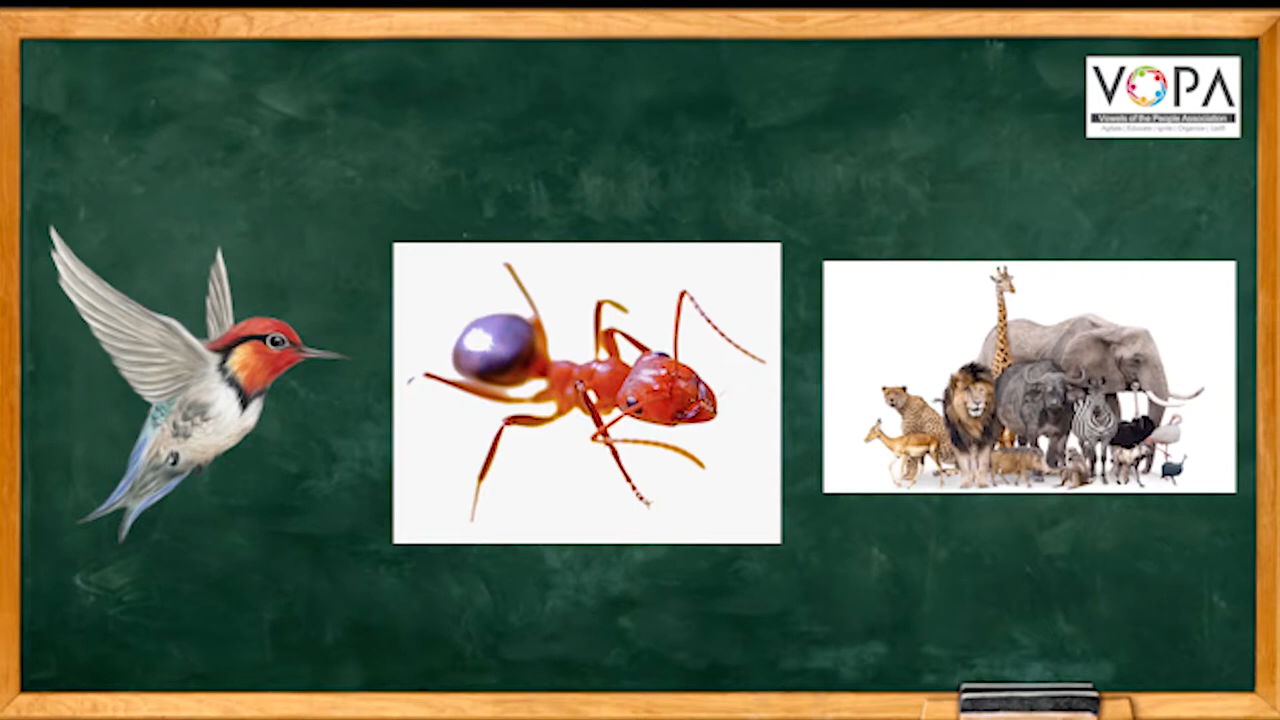 VOPA
Vowels of the People Association
Agitate | Educate | Ignite | Organize | Uplift